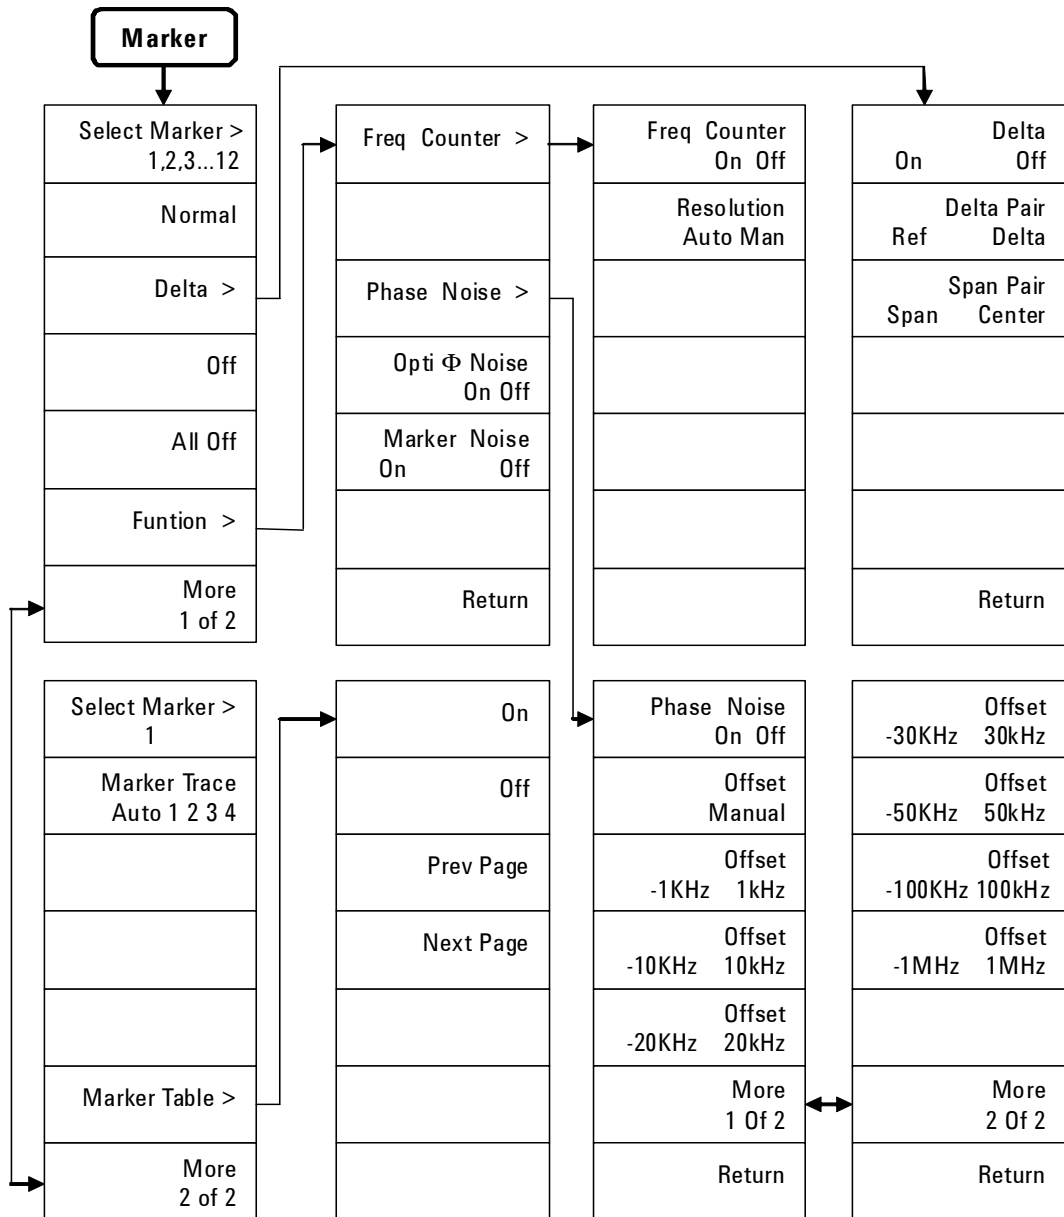 Marker
Select Marker >
1,2,3...12
Normal
Delta >
Off
All Off
Funtion >
More
1 of 2
Freq Counter >
Phase Noise >
Opti Φ Noise
On Off
Marker Noise
On Off
Return
Freq Counter
On Off
Resolution
Auto Man
Delta
On Off
Delta Pair
Ref Delta
Span Pair
Span Center
Return
Select Marker >
1
Marker Trace
Auto 1 2 3 4
Marker Table >
More
2 of 2
On
Off
Prev Page
Next Page
Phase Noise
On Off
Offset
Manual
Offset
-1KHz 1kHz
Offset
-10KHz 10kHz
Offset
-20KHz 20kHz
More
1 Of 2
Return
Offset
-30KHz 30kHz
Offset
-50KHz 50kHz
Offset
-100KHz 100kHz
Offset
-1MHz 1MHz
More
2 Of 2
Return